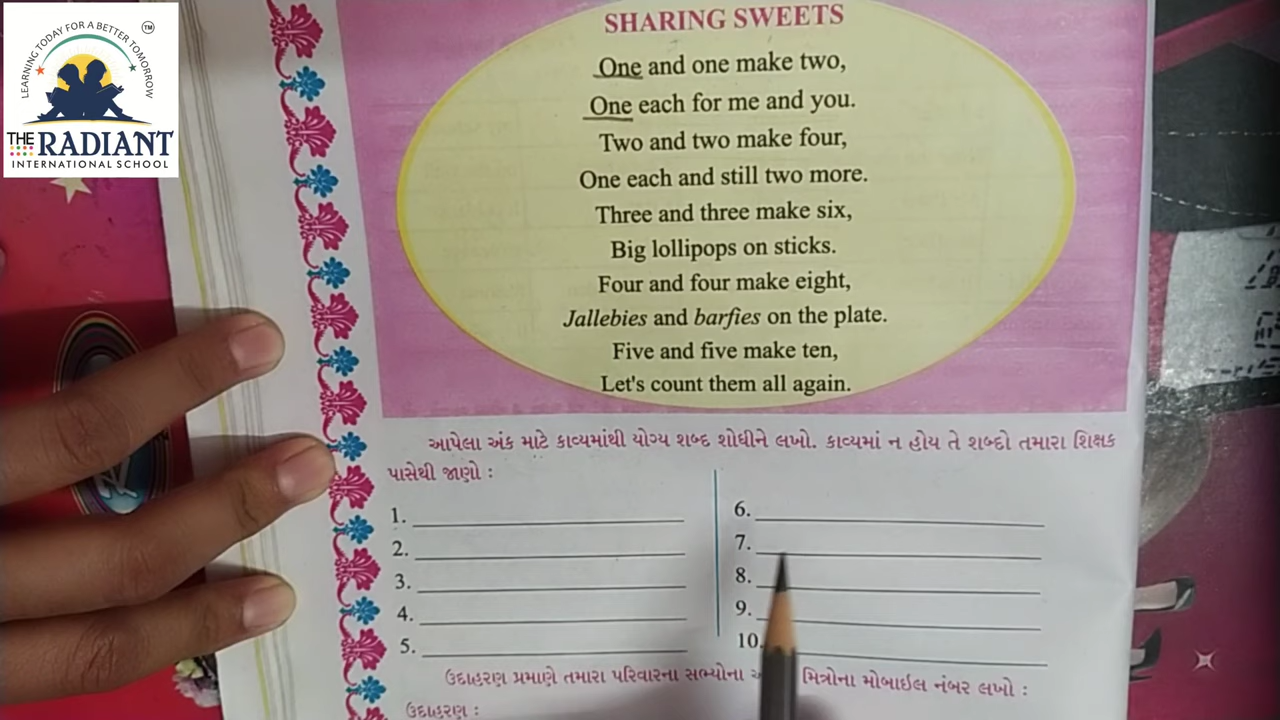 LEARNING TODAY FOR A BETTER TOMORROW
TM
THE RADIANT
INTERNATIONAL SCHOOL
SHARING SWEETS
One and one make two,
One each for me and you.
Two and two make four,
One each and still two more.
Three and three make six,
Big lollipops on sticks.
Four and four make eight,
Jallebies and barfies on the plate.
Five and five make ten,
Let's count them all again.
આપેલા અંક માટે કાવ્યમાંથી યોગ્ય શબ્દ શોધીને લખો. કાવ્યમાં ન હોય તે શબ્દો તમારા શિક્ષક
પાસેથી જાણો :
1.
2.
3.
4.
5.
6.
7.
8.
9.
10.
ઉદાહરણ પ્રમાણે તમારા પરિવારના સભ્યોના મિત્રોના મોબાઇલ નંબર લખો :
ઉદાહરણ :